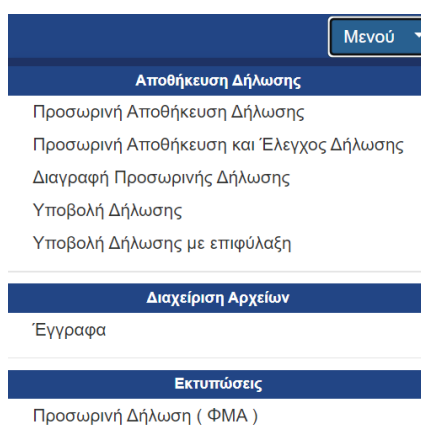 Μενού
Αποθήκευση Δήλωσης
Προσωρινή Αποθήκευση Δήλωσης
Προσωρινή Αποθήκευση και Έλεγχος Δήλωσης
Διαγραφή Προσωρινής Δήλωσης
Υποβολή Δήλωσης
Υποβολή Δήλωσης με επιφύλαξη
Διαχείριση Αρχείων
Έγγραφα
Εκτυπώσεις
Προσωρινή Δήλωση ( ΦΜΑ )